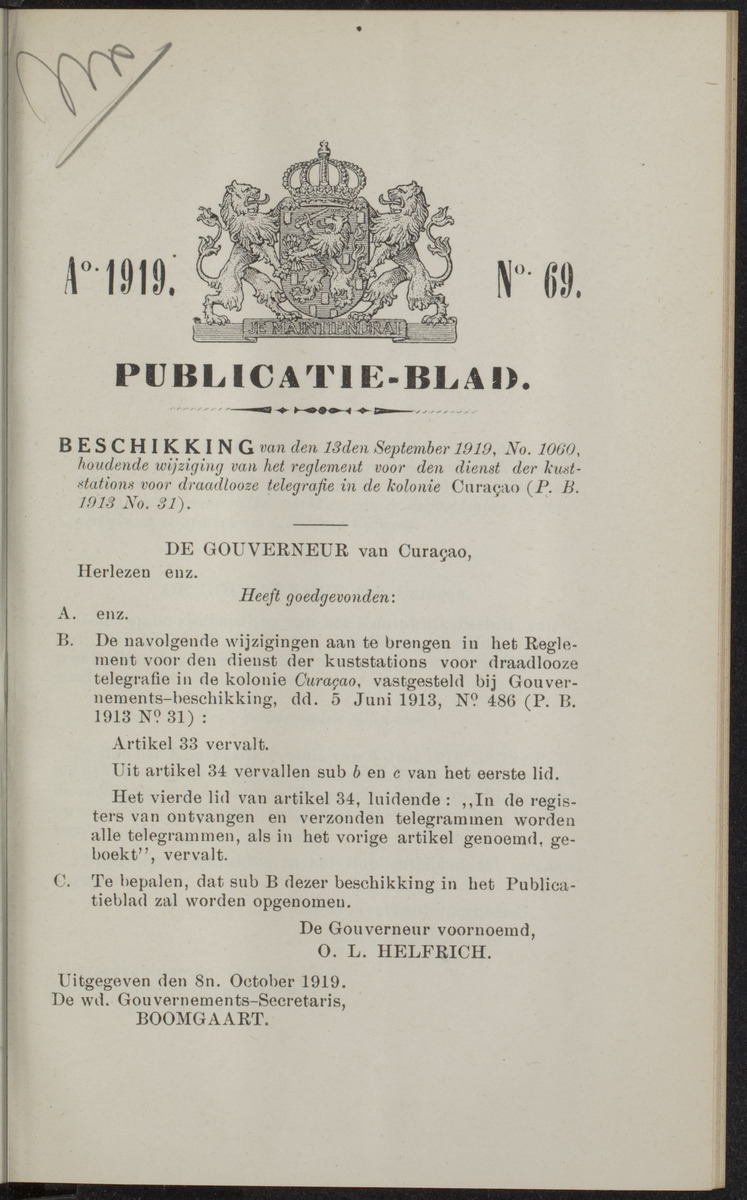 Ao. 1919.
No. 69.
JE MAINTIENDRAI
PUBLICATIE-BLAD.
BESCHIKKING van den 13den September 1919, No. 1060,
houdende wijziging van het reglement voor den dienst der kust-
stations voor draadlooze telegrafie in de kolonie Curaçao (P. B.
1913 No. 31).
DE GOUVERNEUR van Curaçao,
Herlezen enz.
Heeft goedgevonden:
A. enz.
B. De navolgende wijzigingen aan te brengen in het Regle-
ment voor den dienst der kuststations voor draadlooze
telegrafie in de kolonie Curaçao, vastgesteld bij Gouver-
nements-beschikking, dd. 5 Juni 1913, No. 486 (P. B.
1913 No. 31) :
Artikel 33 vervalt.
Uit artikel 34 vervallen sub b en c van het eerste lid.
Het vierde lid van artikel 34, luidende : ,,In de regis-
ters van ontvangen en verzonden telegrammen worden
alle telegrammen, als in het vorige artikel genoemd, ge-
boekt'', vervalt.
C. Te bepalen, dat sub B dezer beschikking in het Publica-
tieblad zal worden opgenomen.
De Gouverneur voornoemd,
O. L. HELFRICH.
Uitgegeven den 8n. October 1919.
De wd. Gouvernements-Secretaris,
BOOMGAART.